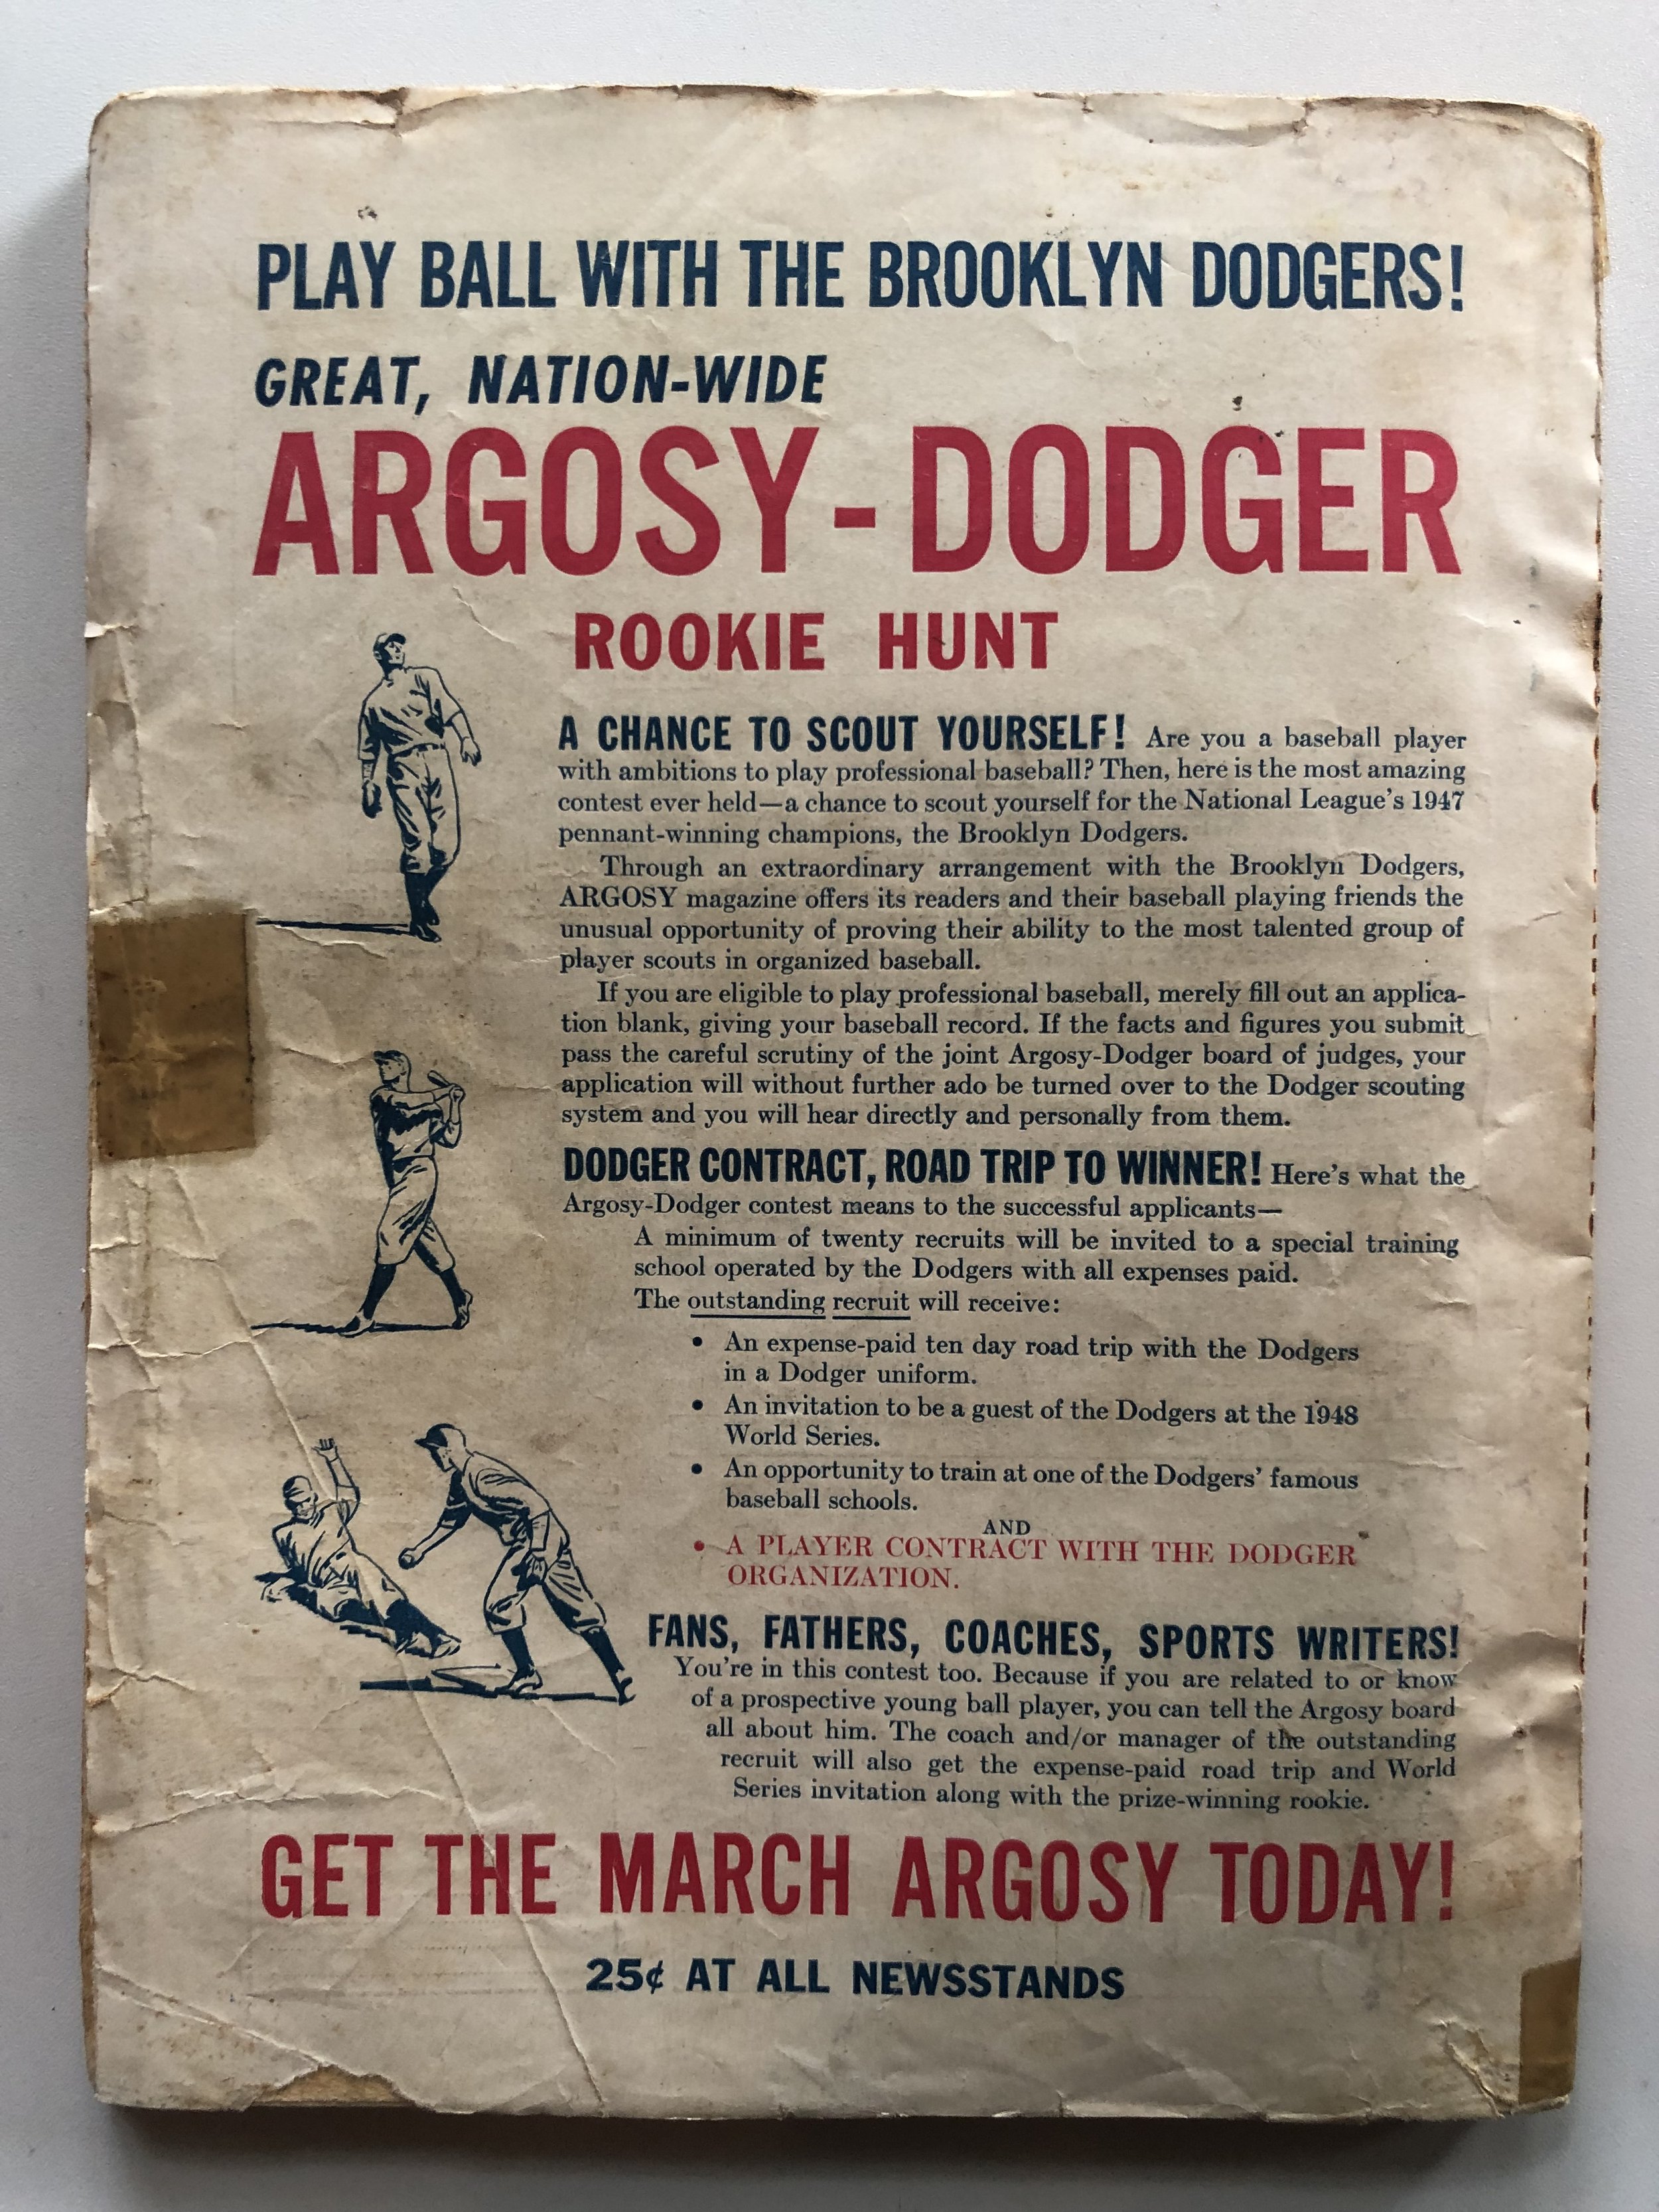 PLAY BALL WITH THE BROOKLYN DODGERS!
GREAT, NATION-WIDE
ARGOSY-DODGER
ROOKIE HUNT
A CHANCE TO SCOUT YOURSELF! Are you a baseball player
with ambitions to play professional baseball? Then, here is the most amazing
contest ever held—a chance to scout yourself for the National League's 1947
pennant-winning champions, the Brooklyn Dodgers.
Through an extraordinary arrangement with the Brooklyn Dodgers,
ARGOSY magazine offers its readers and their baseball playing friends the
unusual opportunity of proving their ability to the most talented group of
player scouts in organized baseball.
If you are eligible to play professional baseball, merely fill out an applica-
tion blank, giving your baseball record. If the facts and figures you submit
pass the careful scrutiny of the joint Argosy-Dodger board of judges, your
application will without further ado be turned over to the Dodger scouting
system and you will hear directly and personally from them.
DODGER CONTRACT, ROAD TRIP TO WINNER! Here's what the
Argosy-Dodger contest means to the successful applicants—
A minimum of twenty recruits will be invited to a special training
school operated by the Dodgers with all expenses paid.
The outstanding recruit will receive:
• An expense-paid ten day road trip with the Dodgers
in a Dodger uniform.
• An invitation to be a guest of the Dodgers at the 1948
World Series.
• An opportunity to train at one of the Dodgers' famous
baseball schools.
AND
• A PLAYER CONTRACT WITH THE DODGER
ORGANIZATION.
FANS, FATHERS, COACHES, SPORTS WRITERS!
You're in this contest too. Because if you are related to or know
of a prospective young ball player, you can tell the Argosy board
all about him. The coach and/or manager of the outstanding
recruit will also get the expense-paid road trip and World
Series invitation along with the prize-winning rookie.
GET THE MARCH ARGOSY TODAY!
25¢ AT ALL NEWSSTANDS